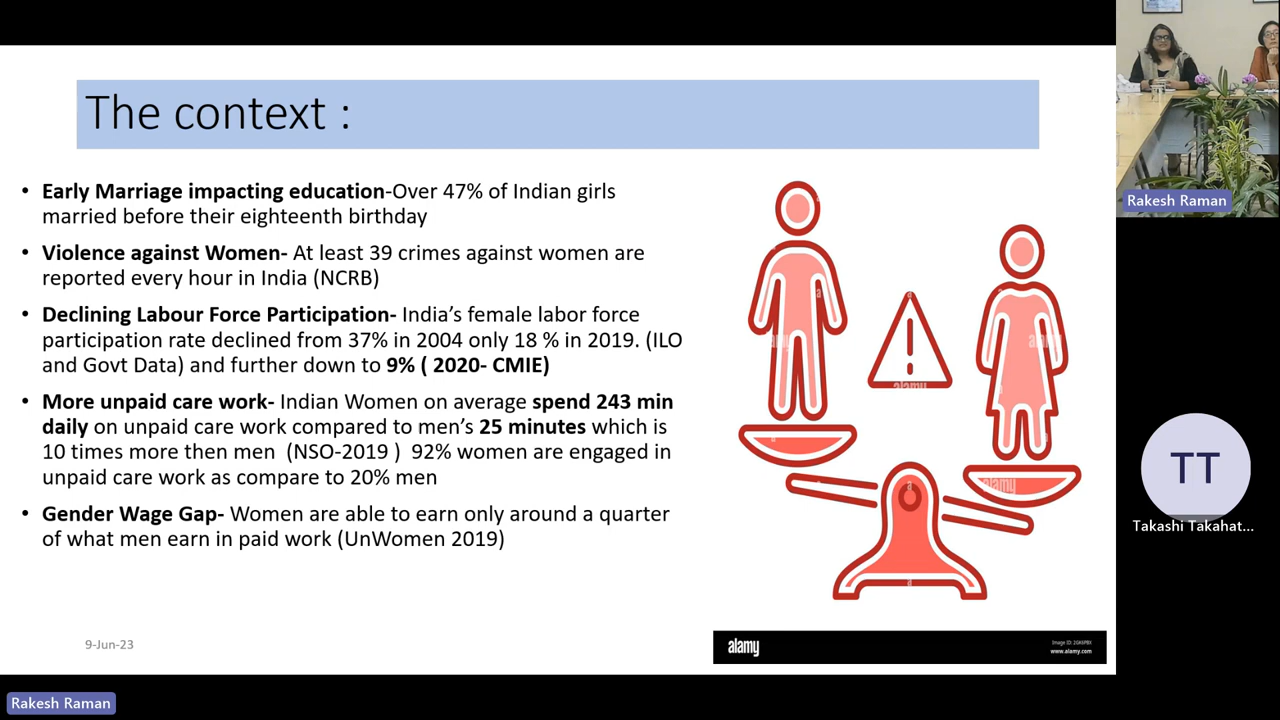 The context :
• Early Marriage impacting education-Over 47% of Indian girls
married before their eighteenth birthday
• Violence against Women- At least 39 crimes against women are
reported every hour in India (NCRB)
• Declining Labour Force Participation- India’s female labor force
participation rate declined from 37% in 2004 only 18 % in 2019. (ILO
and Govt Data) and further down to 9% ( 2020- CMIE)
• More unpaid care work- Indian Women on average spend 243 min
daily on unpaid care work compared to men’s 25 minutes which is
10 times more then men (NSO-2019 ) 92% women are engaged in
unpaid care work as compare to 20% men
• Gender Wage Gap- Women are able to earn only around a quarter
of what men earn in paid work (UnWomen 2019)
9-Jun-23
alamy
alamy
www.alamy.com
Rakesh Raman
TT
Takashi Takahat...
Rakesh Raman